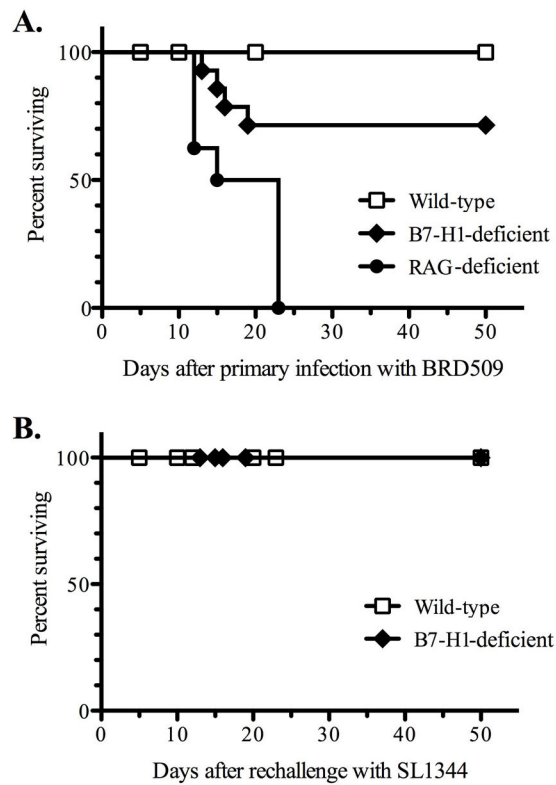 A.
Percent surviving
100
50
0
Wild-type
B7-H1-deficient
RAG-deficient
0 10 20 30 40 50
Days after primary infection with BRD509
B.
Percent surviving
100
50
0
Wild-type
B7-H1-deficient
0 10 20 30 40 50
Days after rechallenge with SL1344